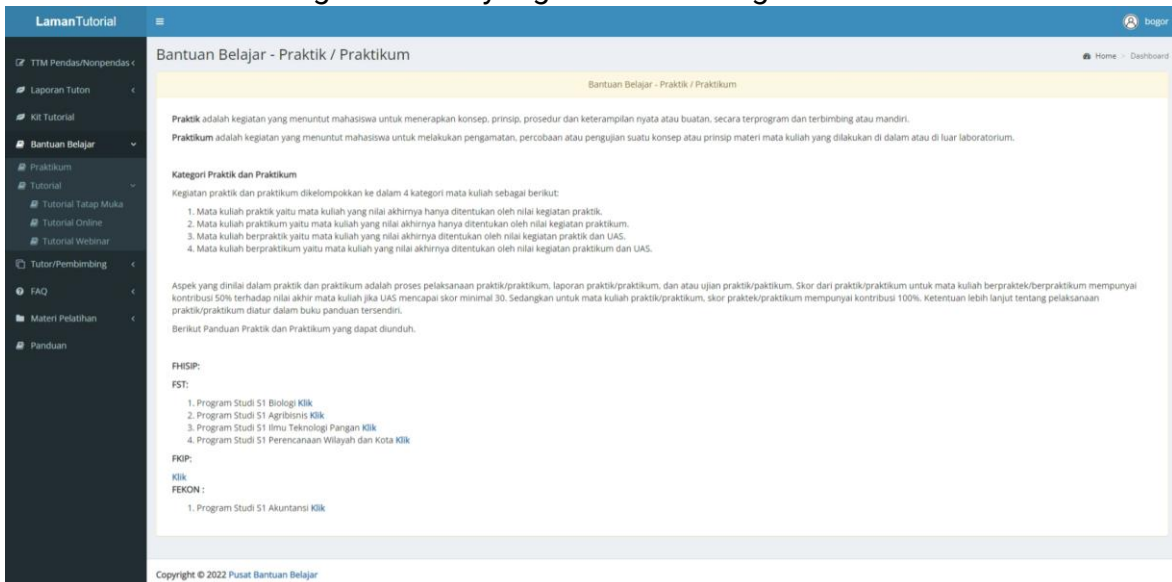 LamanTutorial
bogor
TTM Pendas/Nonpendas
Laporan Tuton
Kit Tutorial
Bantuan Belajar
Praktikum
Tutorial
Tutorial Tatap Muka
Tutorial Online
Tutorial Webinar
Tutor/Pembimbing
FAQ
Materi Pelatihan
Panduan
Bantuan Belajar - Praktik / Praktikum
Home > Dashboard
Bantuan Belajar - Praktik / Praktikum
Praktik adalah kegiatan yang menuntut mahasiswa untuk menerapkan konsep, prinsip, prosedur dan keterampilan nyata atau buatan, secara terprogram dan terbimbing atau mandiri.
Praktikum adalah kegiatan yang menuntut mahasiswa untuk melakukan pengamatan, percobaan atau pengujian suatu konsep atau prinsip materi mata kuliah yang dilakukan di dalam atau di luar laboratorium.
Kategori Praktik dan Praktikum
Kegiatan praktik dan praktikum dikelompokkan ke dalam 4 kategori mata kuliah sebagai berikut:
1. Mata kuliah praktik yaitu mata kuliah yang nilai akhirnya hanya ditentukan oleh nilai kegiatan praktik.
2. Mata kuliah praktikum yaitu mata kuliah yang nilai akhirnya hanya ditentukan oleh nilai kegiatan praktikum.
3. Mata kuliah berpraktik yaitu mata kuliah yang nilai akhirnya ditentukan oleh nilai kegiatan praktik dan UAS.
4. Mata kuliah berpraktikum yaitu mata kuliah yang nilai akhirnya ditentukan oleh nilai kegiatan praktikum dan UAS.
Aspek yang dinilai dalam praktik dan praktikum adalah proses pelaksanaan praktik/praktikum, laporan praktik/praktikum, dan atau ujian praktik/paktikum. Skor dari praktik/praktikum untuk mata kuliah berpraktek/berpraktikum mempunyai
kontribusi 50% terhadap nilai akhir mata kuliah jika UAS mencapai skor minimal 30. Sedangkan untuk mata kuliah praktik/praktikum, skor praktek/praktikum mempunyai kontribusi 100%. Ketentuan lebih lanjut tentang pelaksanaan
praktik/praktikum diatur dalam buku panduan tersendiri.
Berikut Panduan Praktik dan Praktikum yang dapat diunduh.
FHISIP:
FST:
1. Program Studi S1 Biologi Klik
2. Program Studi S1 Agribisnis Klik
3. Program Studi S1 Ilmu Teknologi Pangan Klik
4. Program Studi S1 Perencanaan Wilayah dan Kota Klik
FKIP:
Klik
FEKON :
1. Program Studi S1 Akuntansi Klik
Copyright © 2022 Pusat Bantuan Belajar